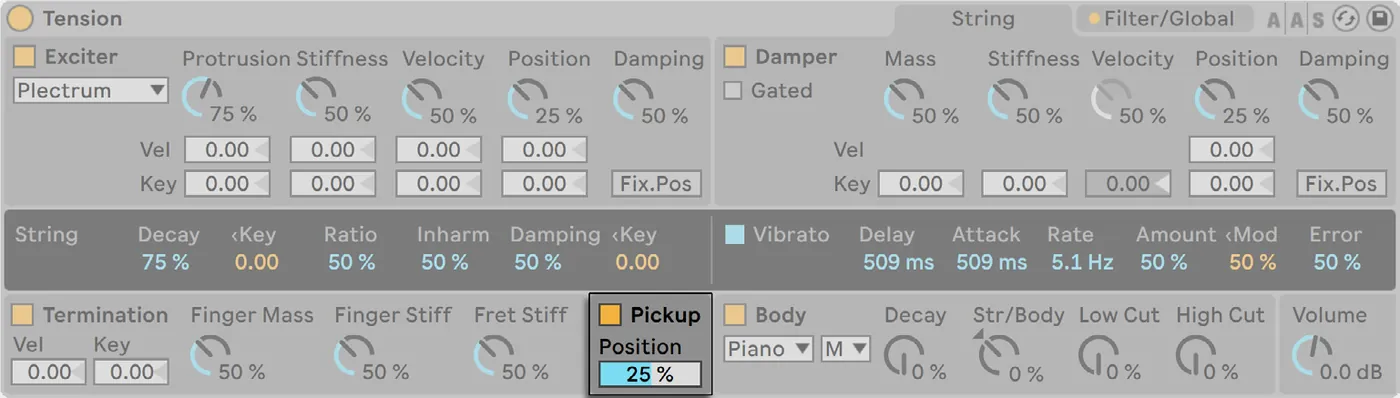 Tension String Filter/Global AAS
Exciter Protrusion Stiffness Velocity Position Damping
Plectrum 75 % 50 % 50 % 25 % 50 %
Vel 0.00 0.00 0.00 0.00
Key 0.00 0.00 0.00 0.00 Fix.Pos
Damper Mass Stiffness Velocity Position Damping
Gated 50 % 50 % 50 % 25 % 50 %
Vel 0.00
Key 0.00 0.00 0.00 0.00 Fix.Pos
String Decay ‹Key Ratio Inharm Damping ‹Key
75 % 0.00 50 % 50 % 50 % 0.00
Vibrato Delay Attack Rate Amount ‹Mod Error
509 ms 509 ms 5.1 Hz 50 % 50 % 50 %
Termination Finger Mass Finger Stiff Fret Stiff
Vel Key
0.00 0.00 50 % 50 % 50 %
Pickup
Position
25 %
Body Decay Str/Body Low Cut High Cut
Piano M 0 % 0 % 0 % 0 %
Volume
0.0 dB